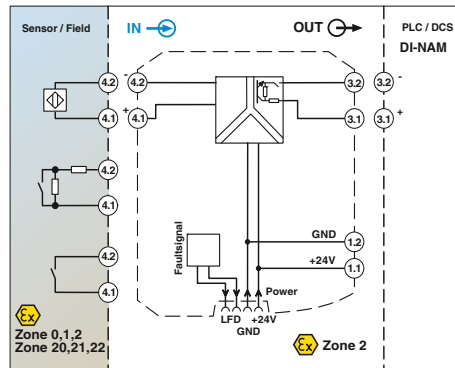 Sensor / Field
IN
OUT
PLC / DCS
DI-NAM
4.2 - 4.2 3.2 3.2 -
4.1 + 4.1 3.1 3.1 +
4.2
4.1
GND 1.2
+24V 1.1
4.2
4.1
Faultsignal
Power
LFD +24V
GND
Ex
Zone 0,1,2
Zone 20,21,22
Ex Zone 2